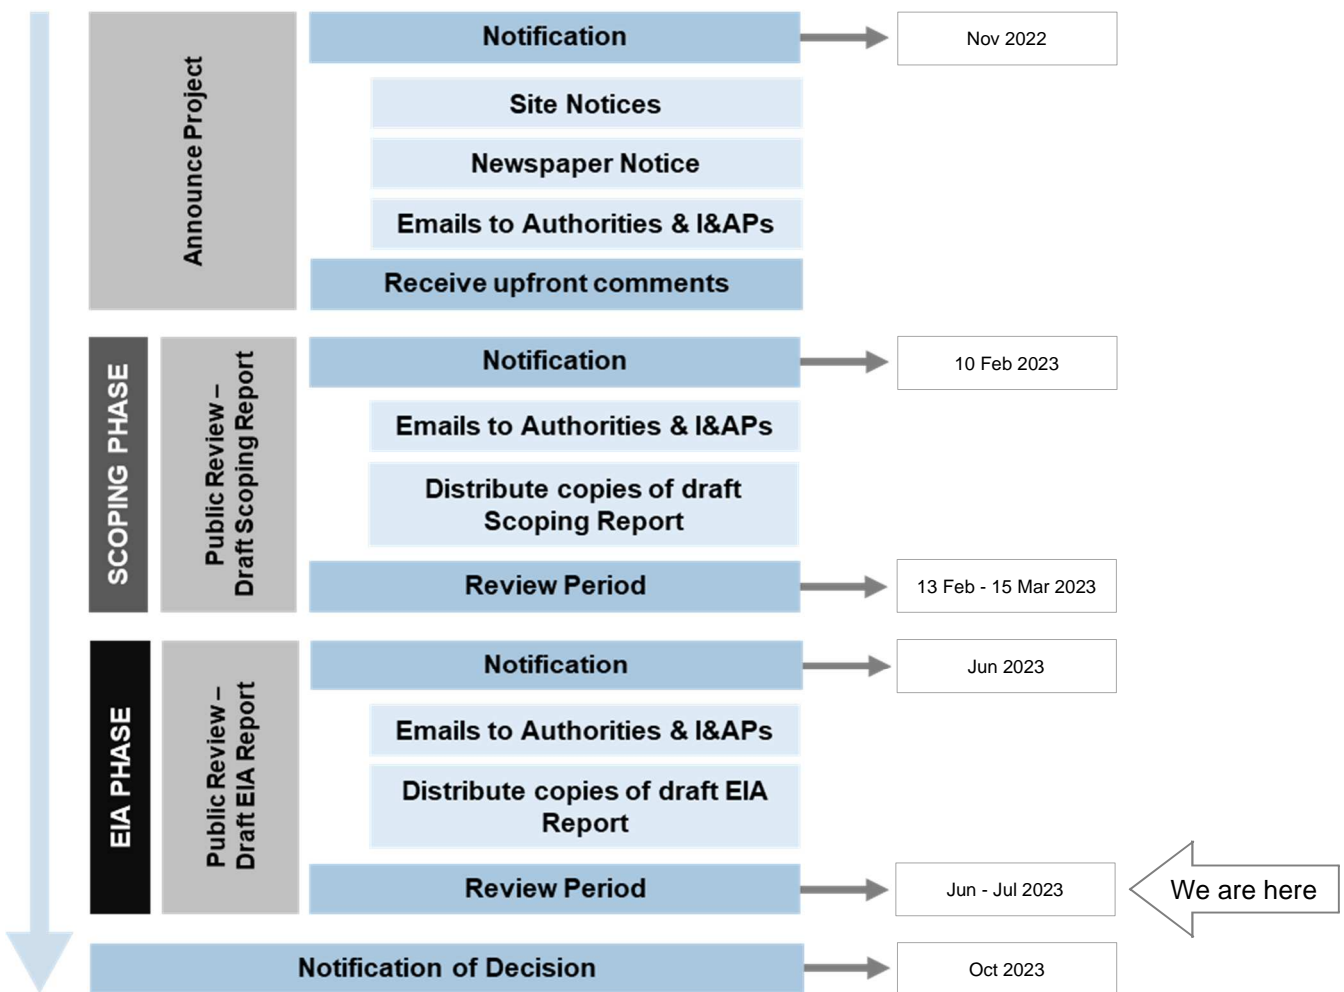 Announce Project
Notification
Nov 2022
Site Notices
Newspaper Notice
Emails to Authorities & I&APs
Receive upfront comments
SCOPING PHASE
Public Review –
Draft Scoping Report
Notification
10 Feb 2023
Emails to Authorities & I&APs
Distribute copies of draft
Scoping Report
Review Period
13 Feb - 15 Mar 2023
EIA PHASE
Public Review –
Draft EIA Report
Notification
Jun 2023
Emails to Authorities & I&APs
Distribute copies of draft EIA
Report
Review Period
Jun - Jul 2023
We are here
Notification of Decision
Oct 2023